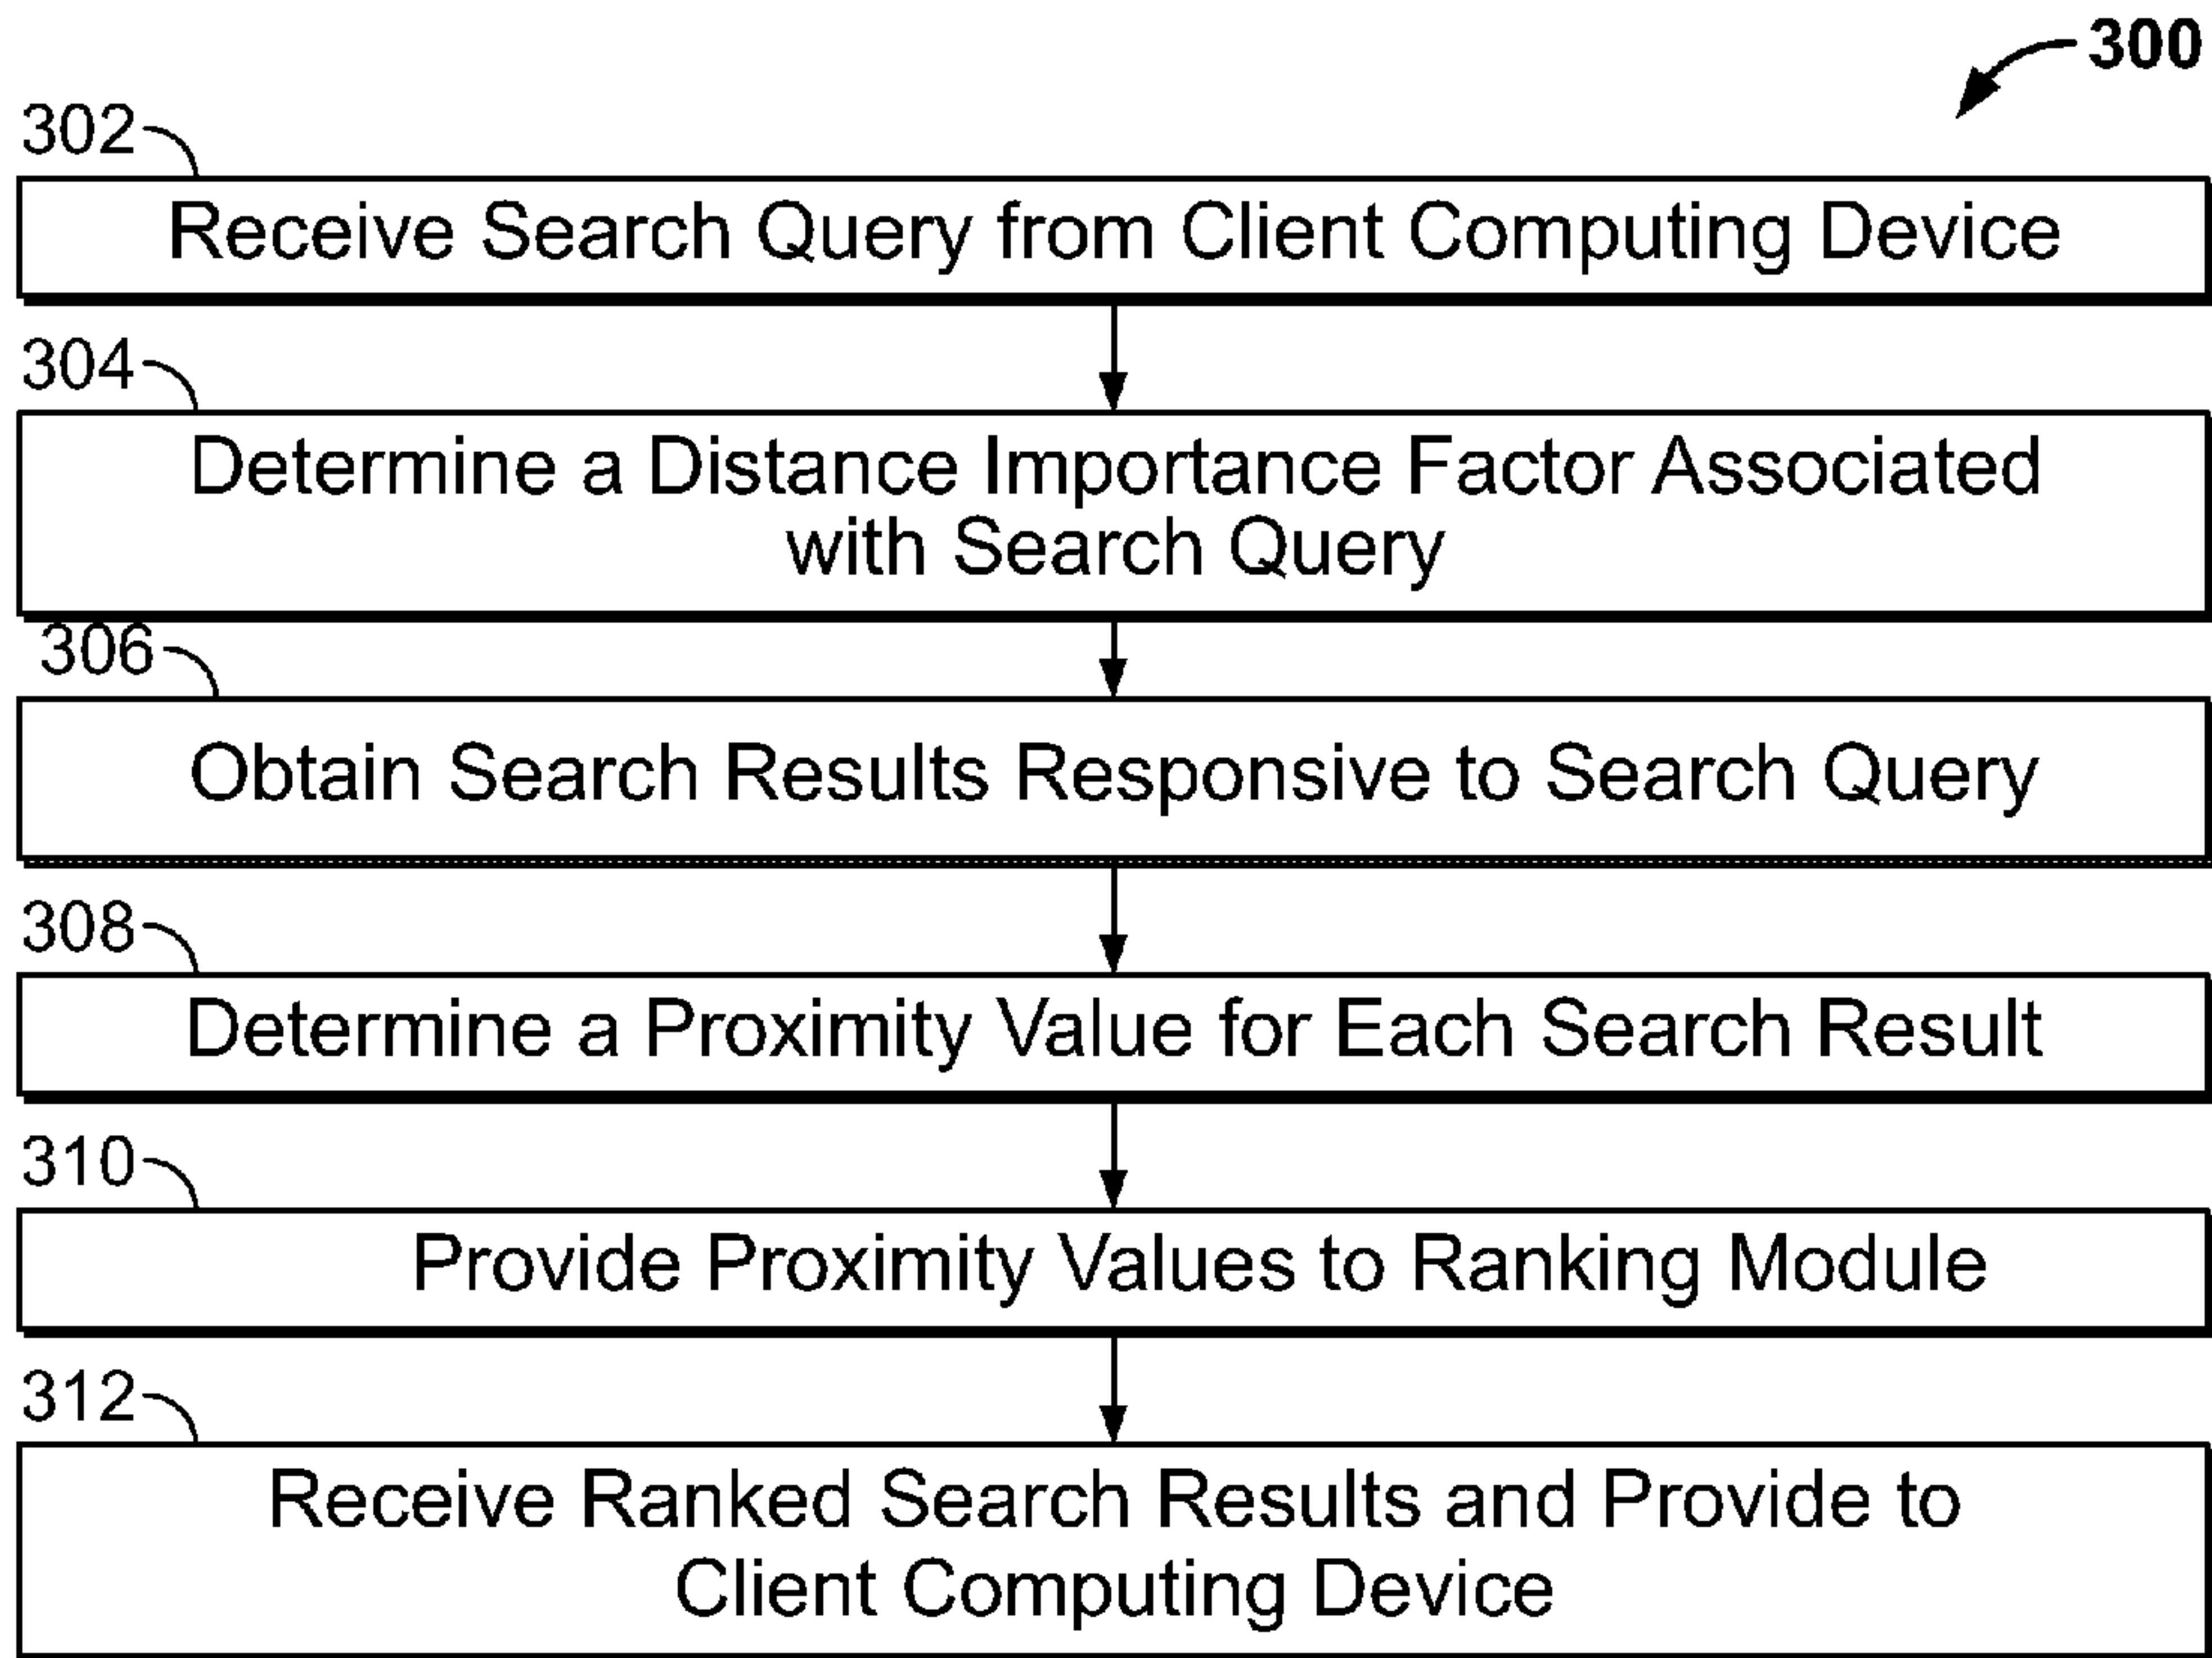 300
302
Receive Search Query from Client Computing Device
304
Determine a Distance Importance Factor Associated
with Search Query
306
Obtain Search Results Responsive to Search Query
308
Determine a Proximity Value for Each Search Result
310
Provide Proximity Values to Ranking Module
312
Receive Ranked Search Results and Provide to
Client Computing Device